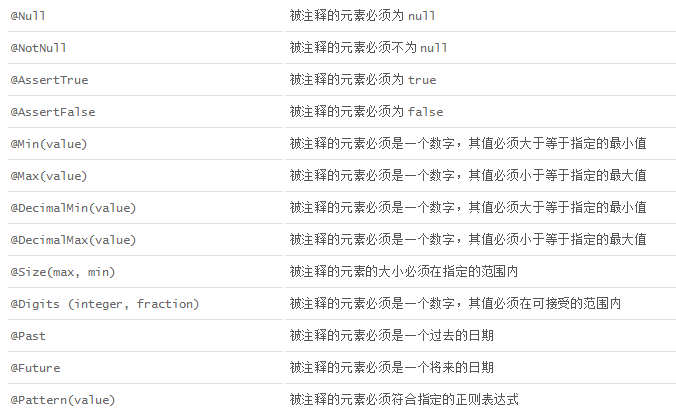 @Null 被注释的元素必须为 null
@NotNull 被注释的元素必须不为 null
@AssertTrue 被注释的元素必须为 true
@AssertFalse 被注释的元素必须为 false
@Min(value) 被注释的元素必须是一个数字，其值必须大于等于指定的最小值
@Max(value) 被注释的元素必须是一个数字，其值必须小于等于指定的最大值
@DecimalMin(value) 被注释的元素必须是一个数字，其值必须大于等于指定的最小值
@DecimalMax(value) 被注释的元素必须是一个数字，其值必须小于等于指定的最大值
@Size(max, min) 被注释的元素的大小必须在指定的范围内
@Digits (integer, fraction) 被注释的元素必须是一个数字，其值必须在可接受的范围内
@Past 被注释的元素必须是一个过去的日期
@Future 被注释的元素必须是一个将来的日期
@Pattern(value) 被注释的元素必须符合指定的正则表达式